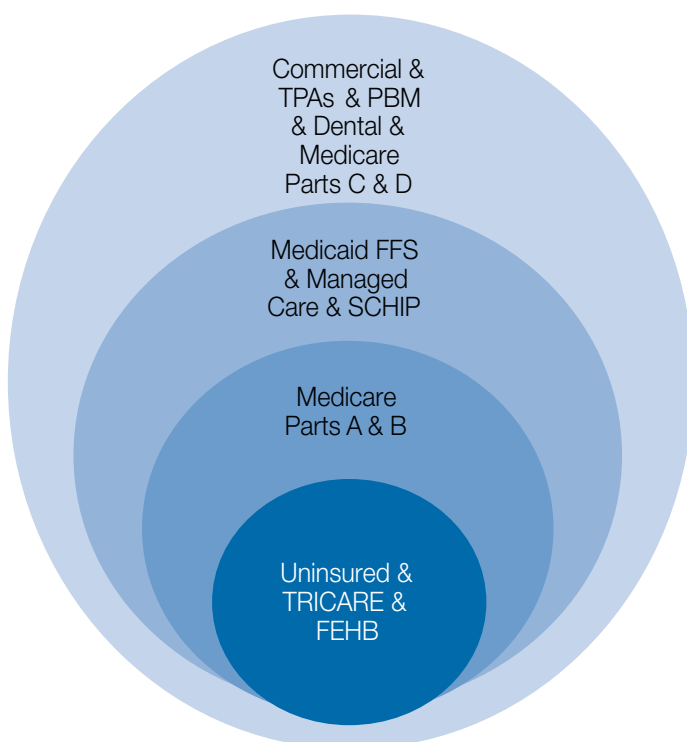 Commercial &
TPAs & PBM
& Dental &
Medicare
Parts C & D
Medicaid FFS
& Managed
Care & SCHIP
Medicare
Parts A & B
Uninsured &
TRICARE &
FEHB